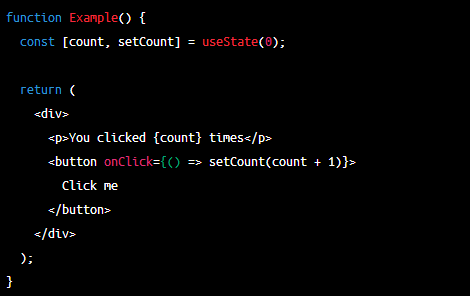 function Example() {
  const [count, setCount] = useState(0);

  return (
    <div>
      <p>You clicked {count} times</p>
      <button onClick={() => setCount(count + 1)}>
        Click me
      </button>
    </div>
  );
}